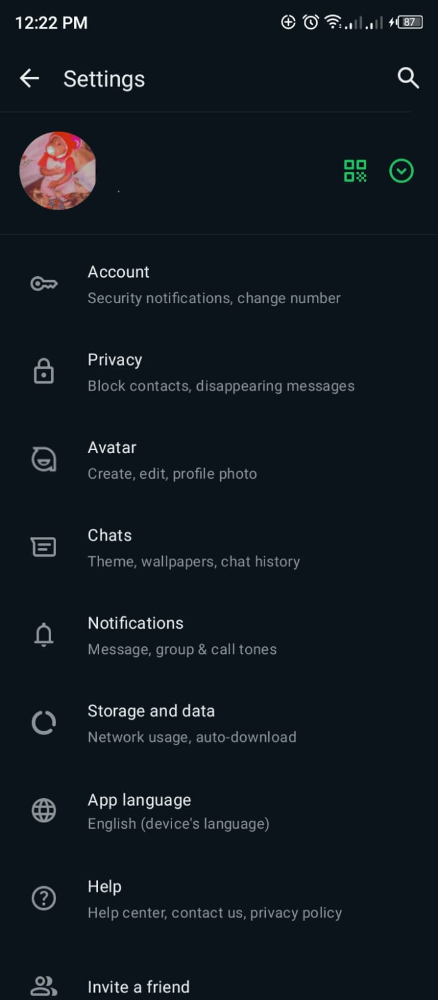 12:22 PM
87
Settings
.
Account
Security notifications, change number
Privacy
Block contacts, disappearing messages
Avatar
Create, edit, profile photo
Chats
Theme, wallpapers, chat history
Notifications
Message, group & call tones
Storage and data
Network usage, auto-download
App language
English (device's language)
Help
Help center, contact us, privacy policy
Invite a friend